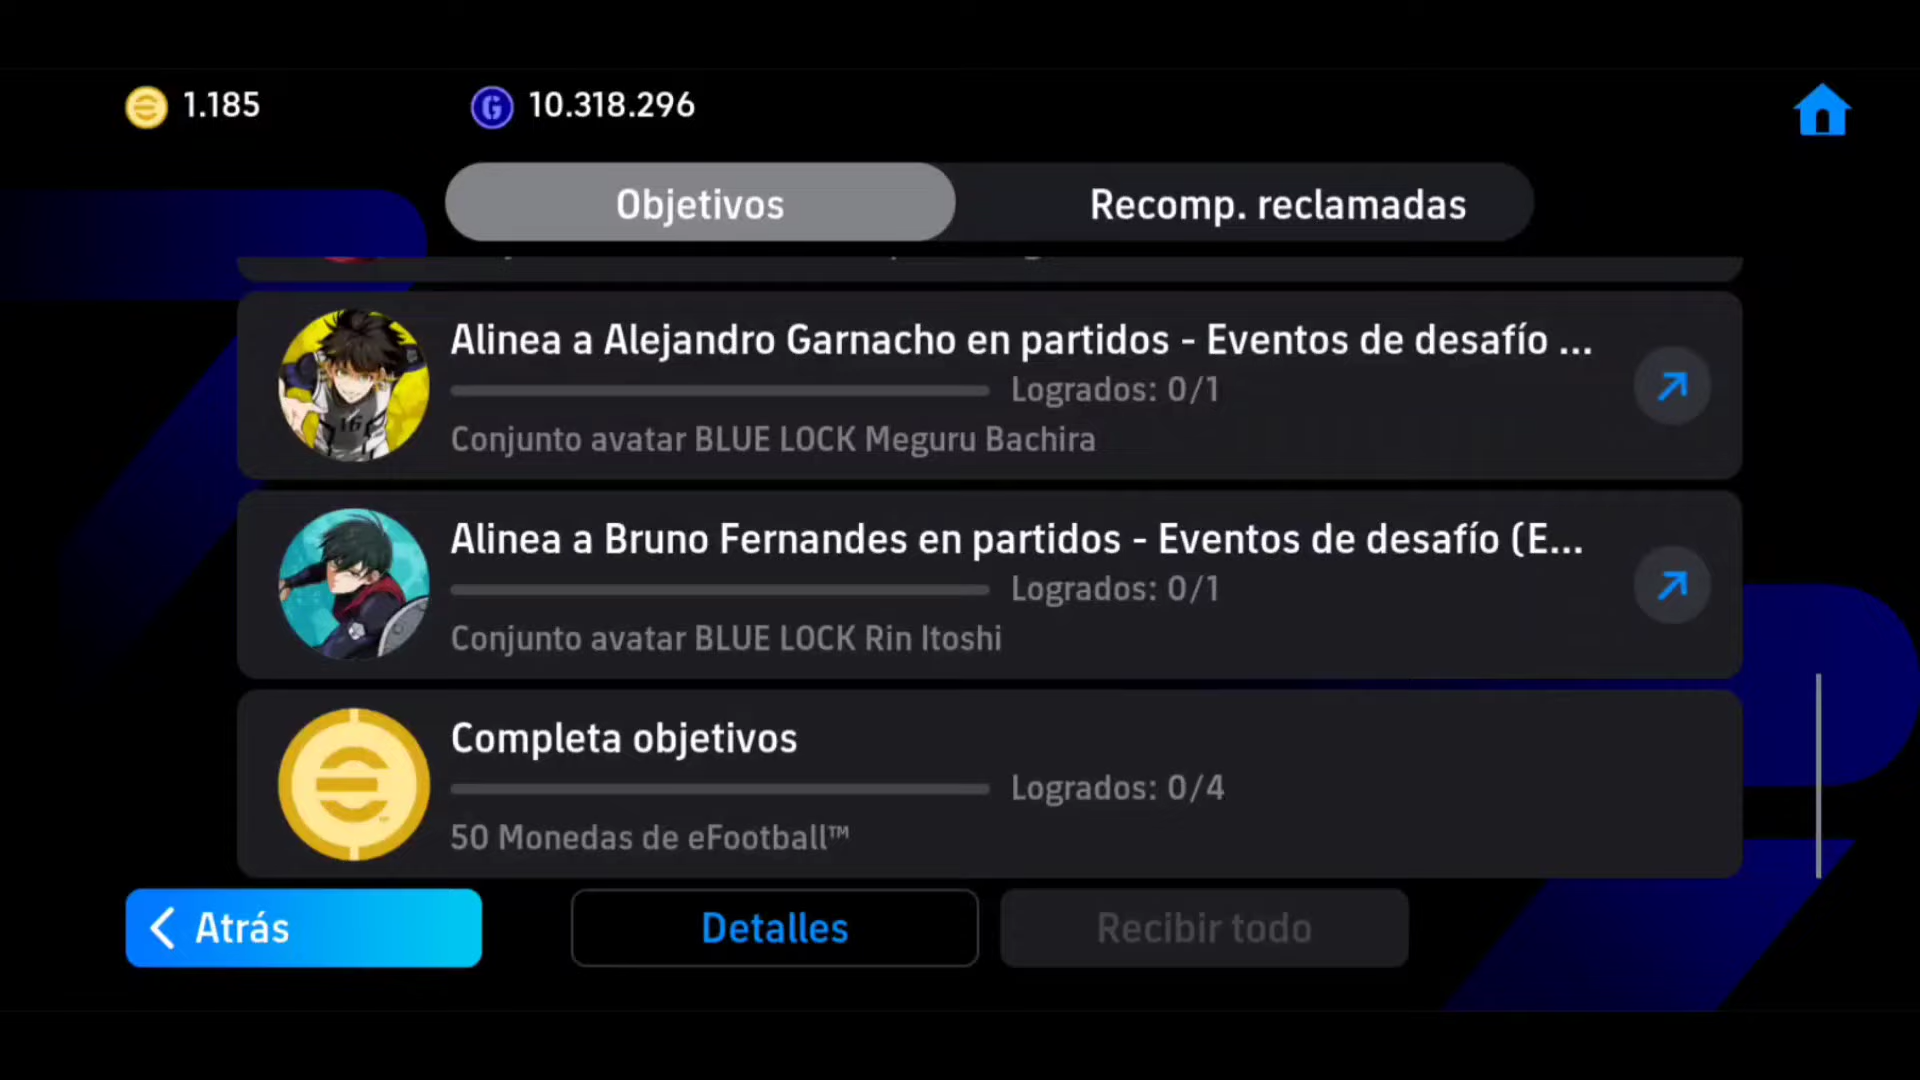 1.185
10.318.296
Objetivos
Recomp. reclamadas
Alinea a Alejandro Garnacho en partidos - Eventos de desafío ...
Logrados: 0/1
Conjunto avatar BLUE LOCK Meguru Bachira
Alinea a Bruno Fernandes en partidos - Eventos de desafío (E...
Logrados: 0/1
Conjunto avatar BLUE LOCK Rin Itoshi
Completa objetivos
Logrados: 0/4
50 Monedas de eFootball™
Atrás
Detalles
Recibir todo